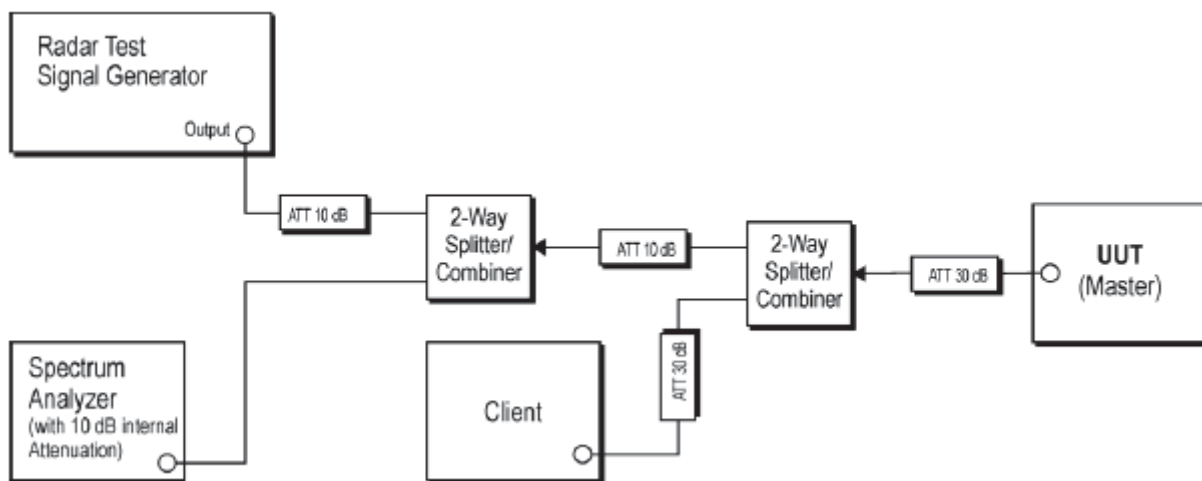 Radar Test
Signal Generator
Output
ATT 10 dB
2-Way
Splitter/
Combiner
ATT 10 dB
2-Way
Splitter/
Combiner
ATT 30 dB
UUT
(Master)
Spectrum
Analyzer
(with 10 dB internal
Attenuation)
Client
ATT 30 dB